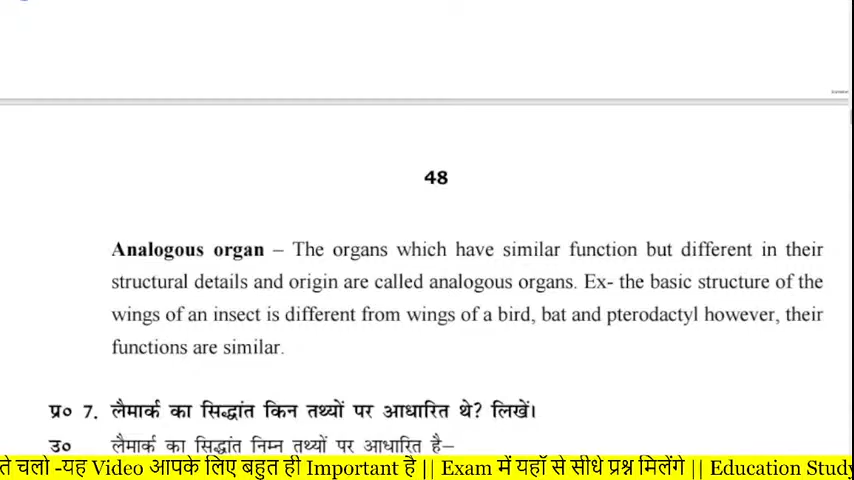 48
Analogous organ – The organs which have similar function but different in their
structural details and origin are called analogous organs. Ex- the basic structure of the
wings of an insect is different from wings of a bird, bat and pterodactyl however, their
functions are similar.
प्र० 7. लैमार्क का सिद्धांत किन तथ्यों पर आधारित थे? लिखें।
उ० लैमार्क का सिद्धांत निम्न तथ्यों पर आधारित है–
ते चलो -यह Video आपके लिए बहुत ही Important है || Exam में यहाँ से सीधे प्रश्न मिलेंगे || Education Study